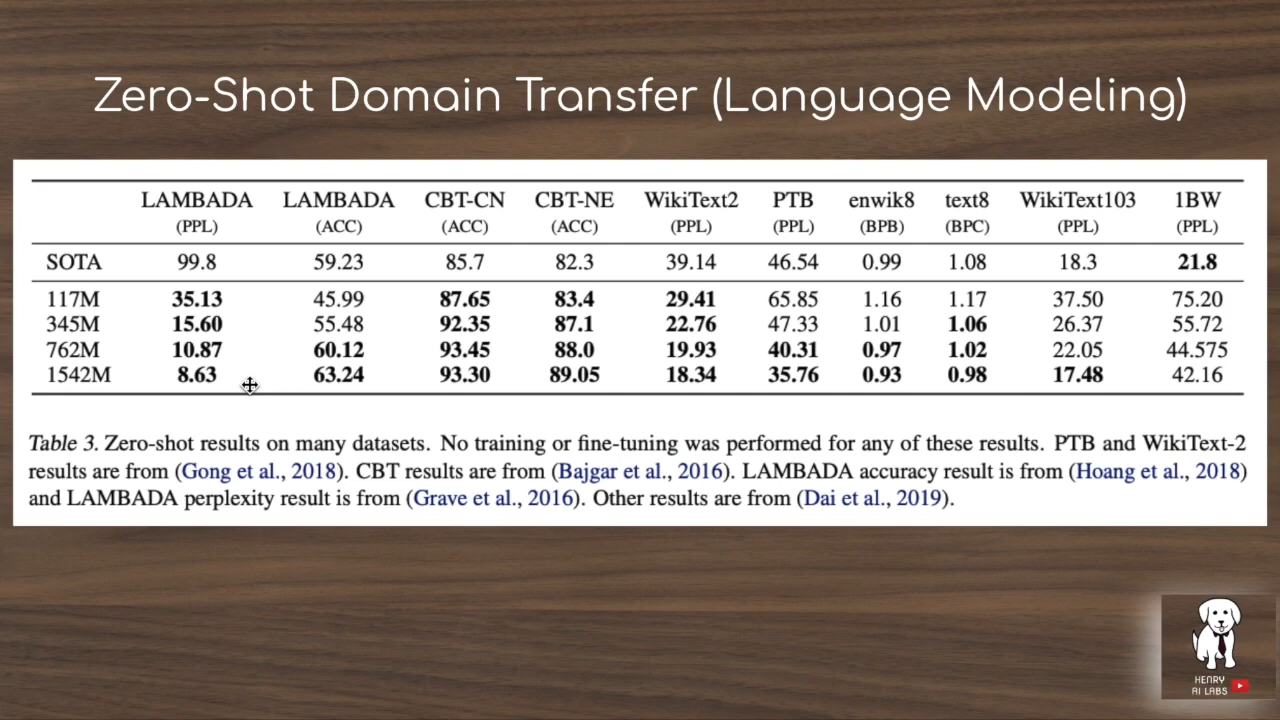 Zero-Shot Domain Transfer (Language Modeling)
LAMBADA LAMBADA CBT-CN CBT-NE WikiText2 PTB enwik8 text8 WikiText103 1BW
(PPL) (ACC) (ACC) (ACC) (PPL) (PPL) (BPB) (BPC) (PPL) (PPL)
SOTA 99.8 59.23 85.7 82.3 39.14 46.54 0.99 1.08 18.3 21.8
117M 35.13 45.99 87.65 83.4 29.41 65.85 1.16 1.17 37.50 75.20
345M 15.60 55.48 92.35 87.1 22.76 47.33 1.01 1.06 26.37 55.72
762M 10.87 60.12 93.45 88.0 19.93 40.31 0.97 1.02 22.05 44.575
1542M 8.63 63.24 93.30 89.05 18.34 35.76 0.93 0.98 17.48 42.16
Table 3. Zero-shot results on many datasets. No training or fine-tuning was performed for any of these results. PTB and WikiText-2
results are from (Gong et al., 2018). CBT results are from (Bajgar et al., 2016). LAMBADA accuracy result is from (Hoang et al., 2018)
and LAMBADA perplexity result is from (Grave et al., 2016). Other results are from (Dai et al., 2019).
HENRY
AI LABS